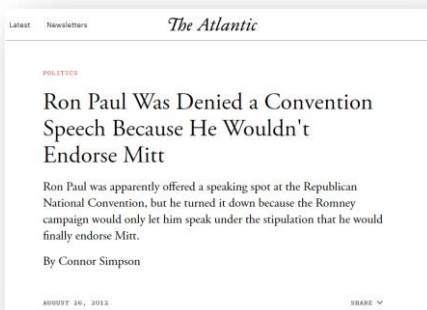 Latest Newsletters The Atlantic
POLITICS
Ron Paul Was Denied a Convention
Speech Because He Wouldn't
Endorse Mitt
Ron Paul was apparently offered a speaking spot at the Republican
National Convention, but he turned it down because the Romney
campaign would only let him speak under the stipulation that he would
finally endorse Mitt.
By Connor Simpson
AUGUST 26, 2012 SHARE